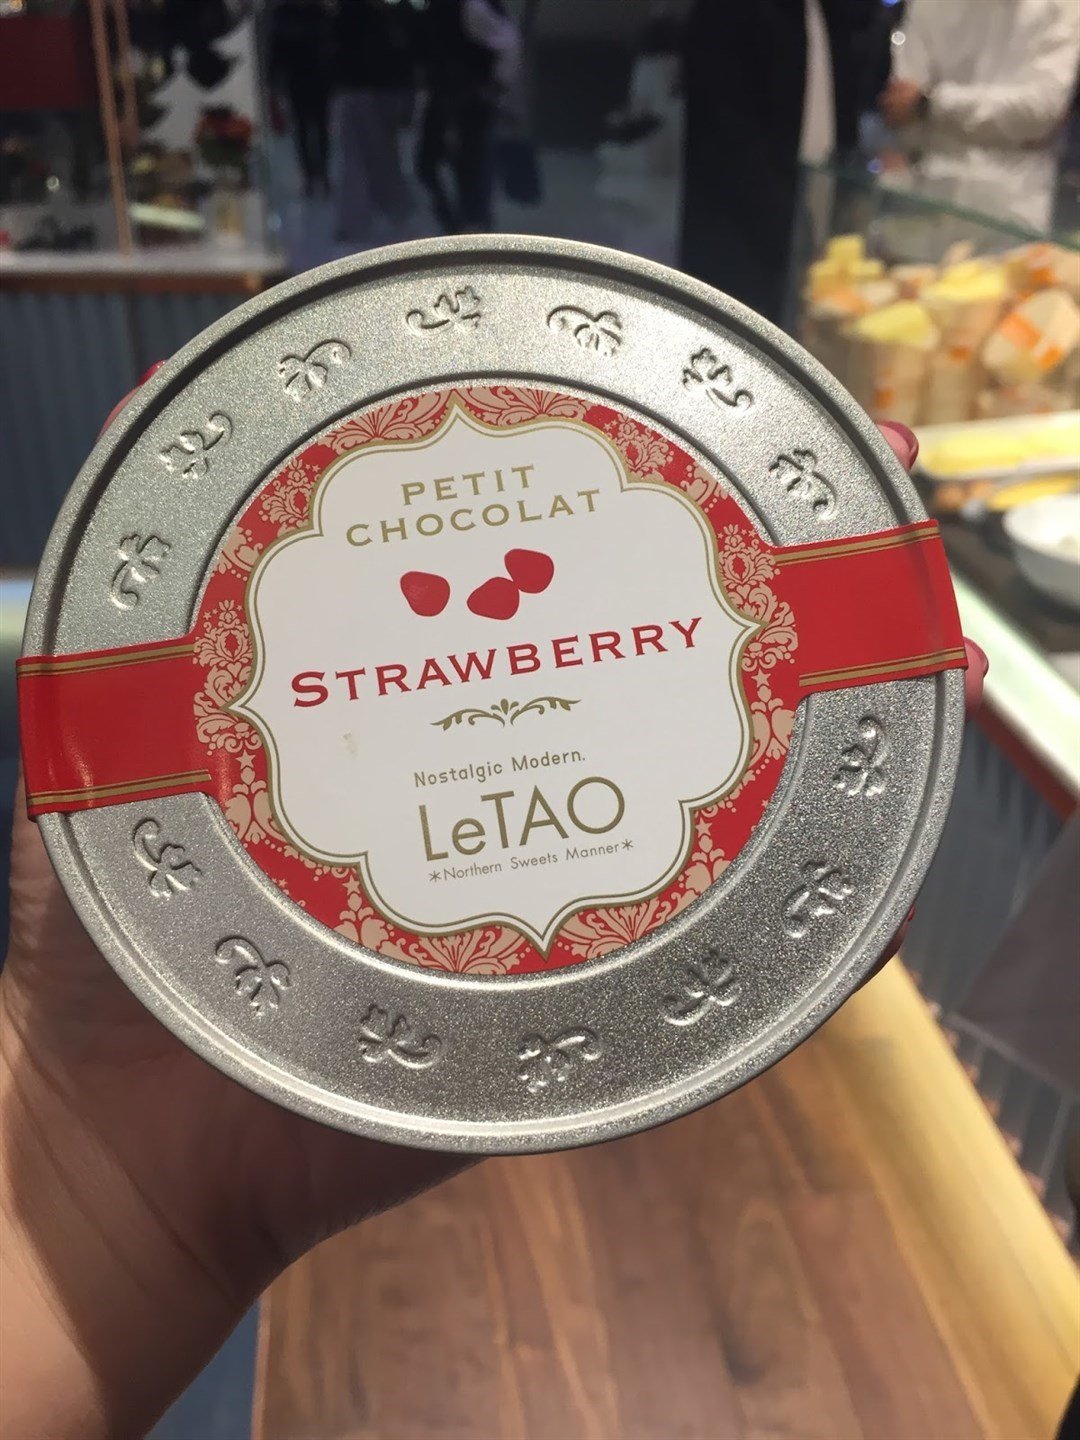 PETIT
CHOCOLAT
STRAWBERRY
Nostalgic Modern.
LeTAO
*Northern Sweets Manner*